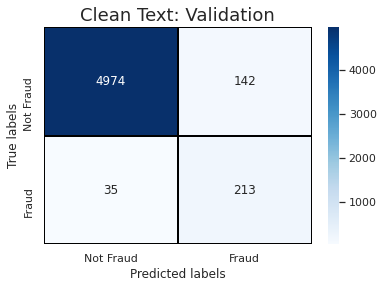 Clean Text: Validation
True labels
Not Fraud
4974 142
Fraud
35 213
Not Fraud Fraud
Predicted labels
4000
3000
2000
1000